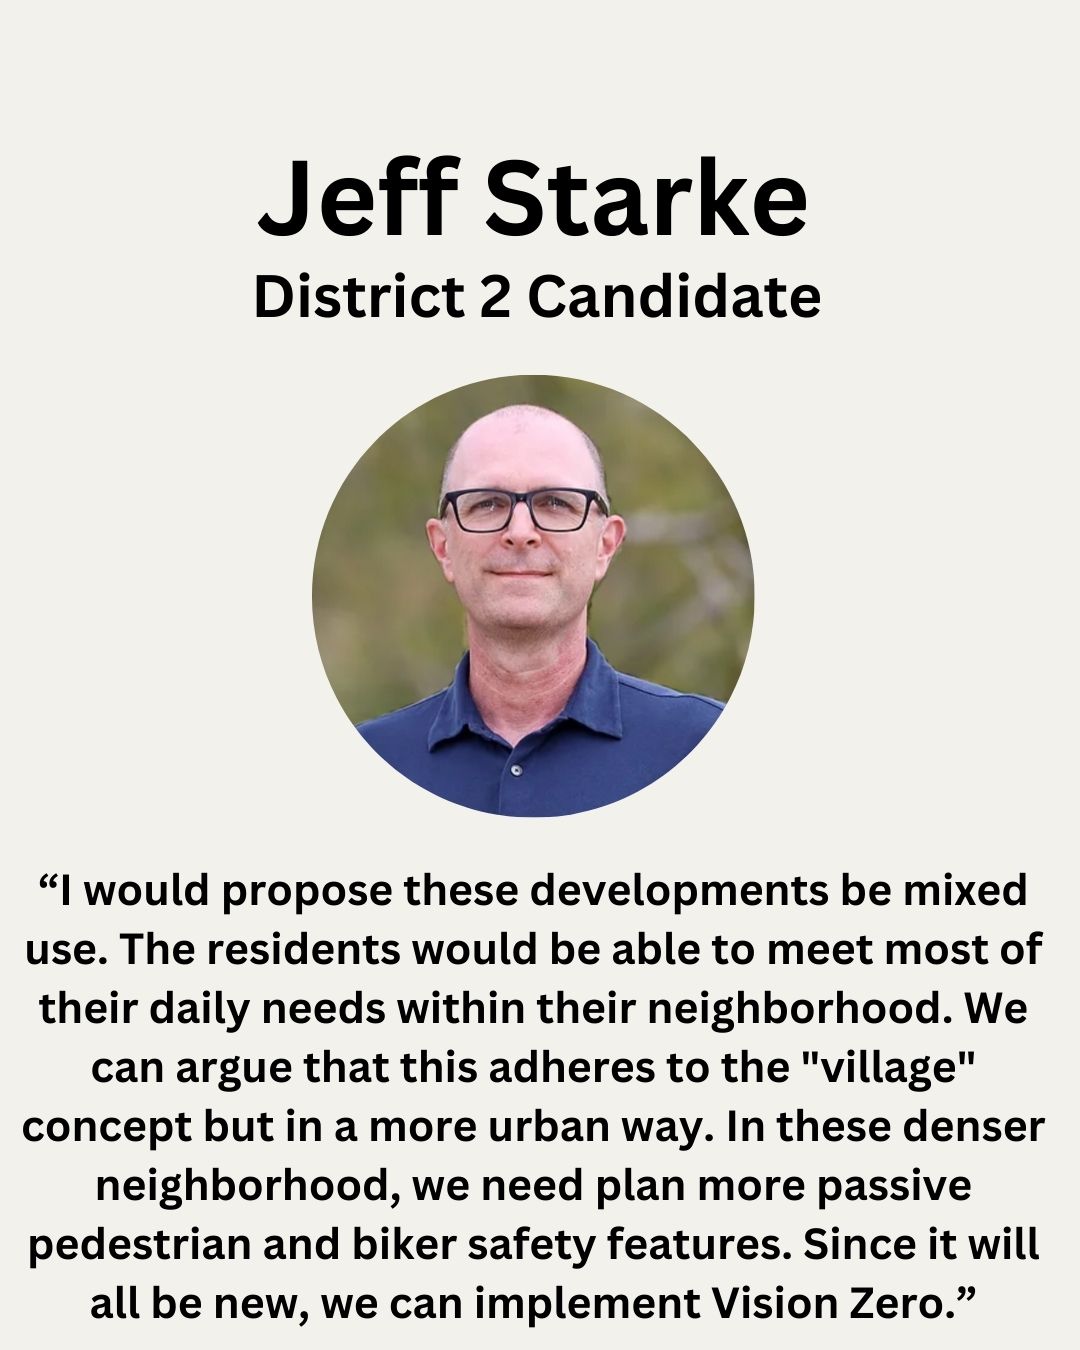 Jeff Starke
District 2 Candidate
“I would propose these developments be mixed
use. The residents would be able to meet most of
their daily needs within their neighborhood. We
can argue that this adheres to the "village"
concept but in a more urban way. In these denser
neighborhood, we need plan more passive
pedestrian and biker safety features. Since it will
all be new, we can implement Vision Zero.”